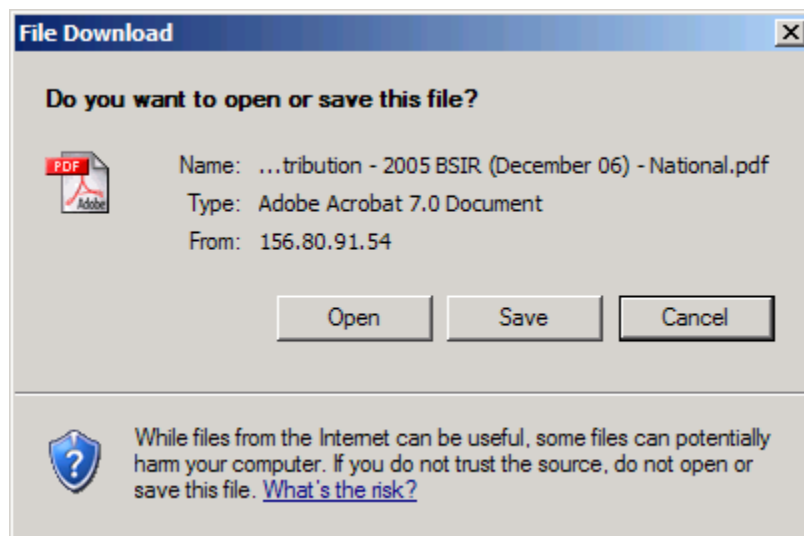 File Download
Do you want to open or save this file?
PDF
Adobe
Name: ...tribution - 2005 BSIR (December 06) - National.pdf
Type: Adobe Acrobat 7.0 Document
From: 156.80.91.54
Open Save Cancel
While files from the Internet can be useful, some files can potentially
harm your computer. If you do not trust the source, do not open or
save this file. What's the risk?